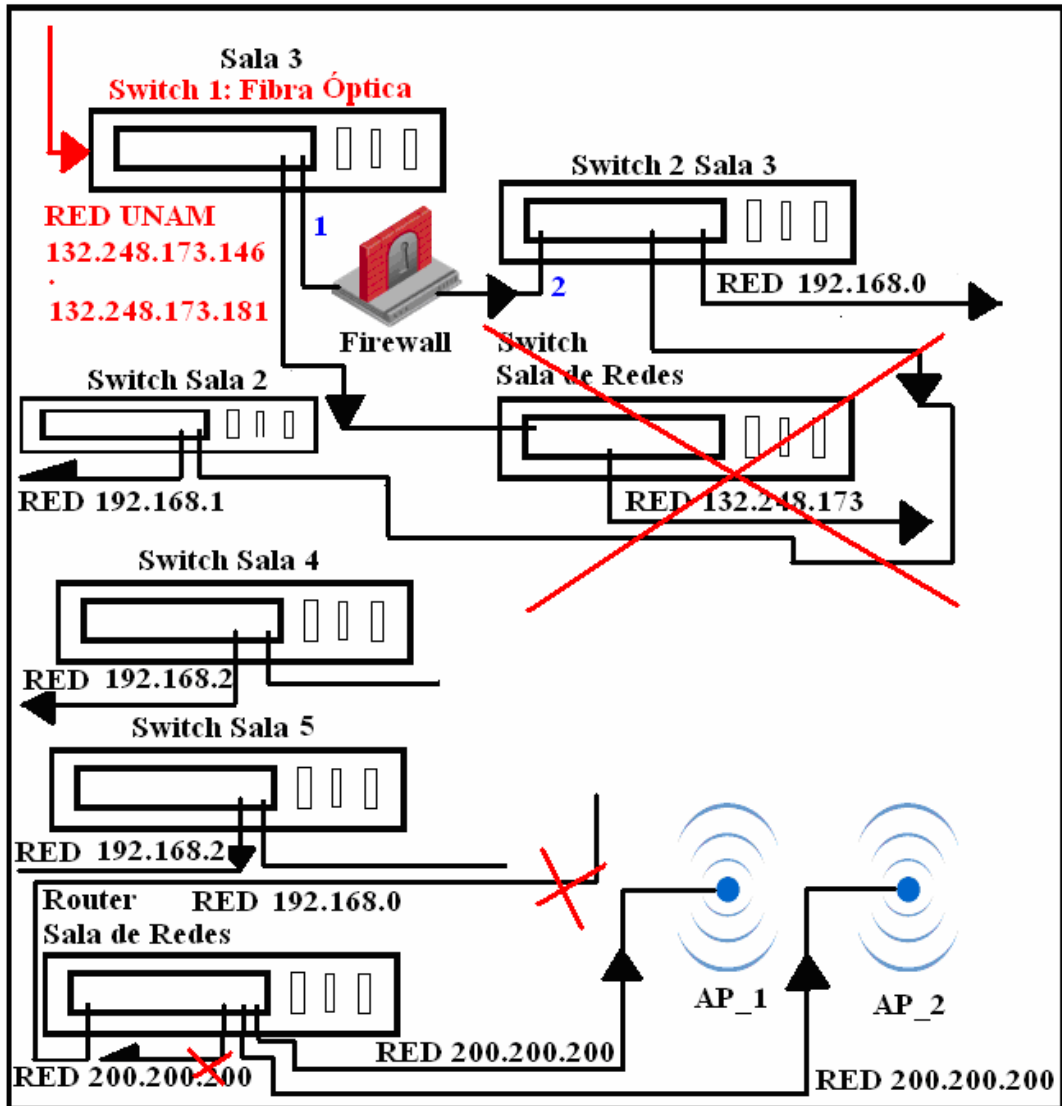 Sala 3
Switch 1: Fibra Óptica
Switch 2 Sala 3
RED UNAM
132.248.173.146
.
132.248.173.181
1
2
RED 192.168.0
Firewall
Switch
Sala de Redes
Switch Sala 2
RED 192.168.1
RED 132.248.173
Switch Sala 4
RED 192.168.2
Switch Sala 5
RED 192.168.2
Router
RED 192.168.0
Sala de Redes
AP_1
AP_2
RED 200.200.200
RED 200.200.200
RED 200.200.200